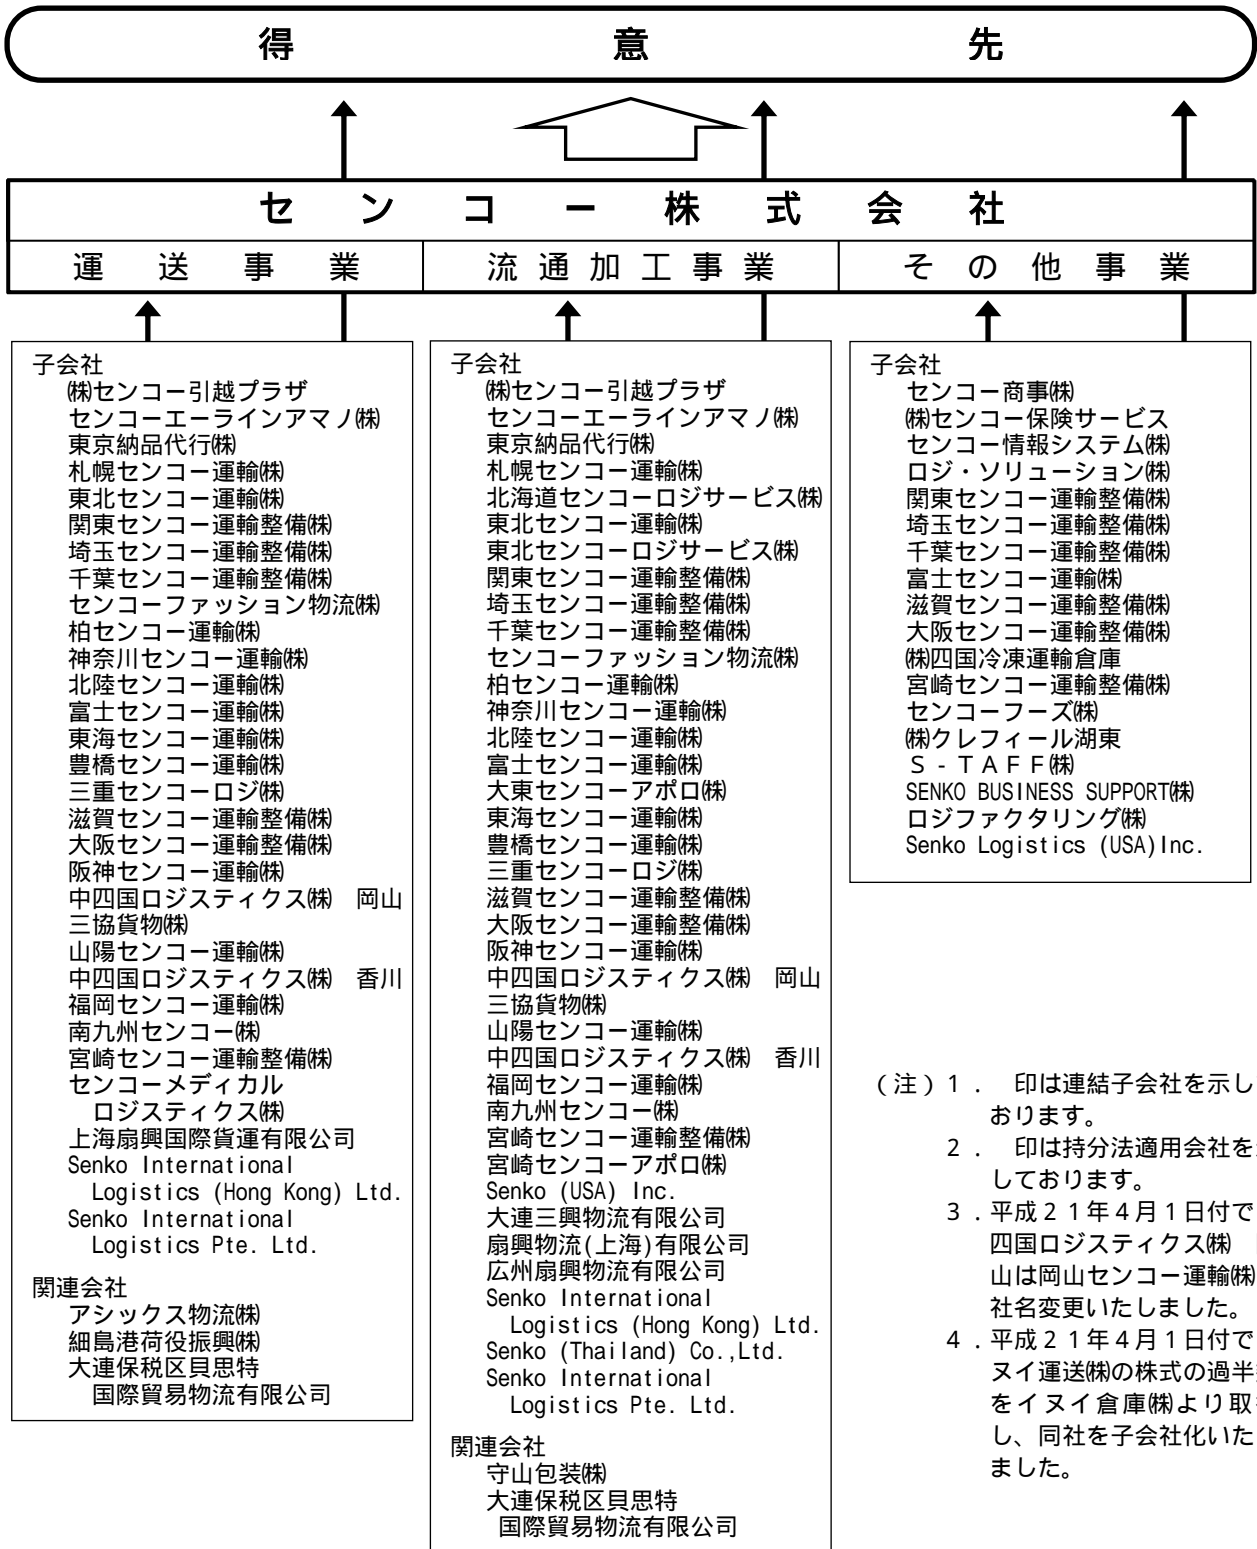 得意先
センコー株式会社
運送事業
流通加工事業
その他事業
子会社
㈱センコー引越プラザ
センコーエーラインアマノ㈱
東京納品代行㈱
札幌センコー運輸㈱
東北センコー運輸㈱
関東センコー運輸整備㈱
埼玉センコー運輸整備㈱
千葉センコー運輸整備㈱
センコーファッション物流㈱
柏センコー運輸㈱
神奈川センコー運輸㈱
北陸センコー運輸㈱
富士センコー運輸㈱
東海センコー運輸㈱
豊橋センコー運輸㈱
三重センコーロジ㈱
滋賀センコー運輸整備㈱
大阪センコー運輸整備㈱
阪神センコー運輸㈱
中四国ロジスティクス㈱　岡山
三協貨物㈱
山陽センコー運輸㈱
中四国ロジスティクス㈱　香川
福岡センコー運輸㈱
南九州センコー㈱
宮崎センコー運輸整備㈱
センコーメディカル
ロジスティクス㈱
上海扇興国際貨運有限公司
Senko International
Logistics (Hong Kong) Ltd.
Senko International
Logistics Pte. Ltd.
関連会社
アシックス物流㈱
細島港荷役振興㈱
大連保税区貝思特
国際貿易物流有限公司
子会社
㈱センコー引越プラザ
センコーエーラインアマノ㈱
東京納品代行㈱
札幌センコー運輸㈱
北海道センコーロジサービス㈱
東北センコー運輸㈱
東北センコーロジサービス㈱
関東センコー運輸整備㈱
埼玉センコー運輸整備㈱
千葉センコー運輸整備㈱
センコーファッション物流㈱
柏センコー運輸㈱
神奈川センコー運輸㈱
北陸センコー運輸㈱
富士センコー運輸㈱
大東センコーアポロ㈱
東海センコー運輸㈱
豊橋センコー運輸㈱
三重センコーロジ㈱
滋賀センコー運輸整備㈱
大阪センコー運輸整備㈱
阪神センコー運輸㈱
中四国ロジスティクス㈱　岡山
三協貨物㈱
山陽センコー運輸㈱
中四国ロジスティクス㈱　香川
福岡センコー運輸㈱
南九州センコー㈱
宮崎センコー運輸整備㈱
宮崎センコーアポロ㈱
Senko (USA) Inc.
大連三興物流有限公司
扇興物流(上海)有限公司
広州扇興物流有限公司
Senko International
Logistics (Hong Kong) Ltd.
Senko (Thailand) Co.,Ltd.
Senko International
Logistics Pte. Ltd.
関連会社
守山包装㈱
大連保税区貝思特
国際貿易物流有限公司
子会社
センコー商事㈱
㈱センコー保険サービス
センコー情報システム㈱
ロジ・ソリューション㈱
関東センコー運輸整備㈱
埼玉センコー運輸整備㈱
千葉センコー運輸整備㈱
富士センコー運輸㈱
滋賀センコー運輸整備㈱
大阪センコー運輸整備㈱
㈱四国冷凍運輸倉庫
宮崎センコー運輸整備㈱
センコーフーズ㈱
㈱クレフィール湖東
Ｓ-ＴＡＦＦ㈱
SENKO BUSINESS SUPPORT㈱
ロジファクタリング㈱
Senko Logistics (USA)Inc.
（注）１．　印は連結子会社を示し
おります。
２．　印は持分法適用会社を
しております。
３．平成２１年４月１日付で
四国ロジスティクス㈱
山は岡山センコー運輸㈱
社名変更いたしました。
４．平成２１年４月１日付で
ヌイ運送㈱の株式の過半
をイヌイ倉庫㈱より取
し、同社を子会社化いた
ました。